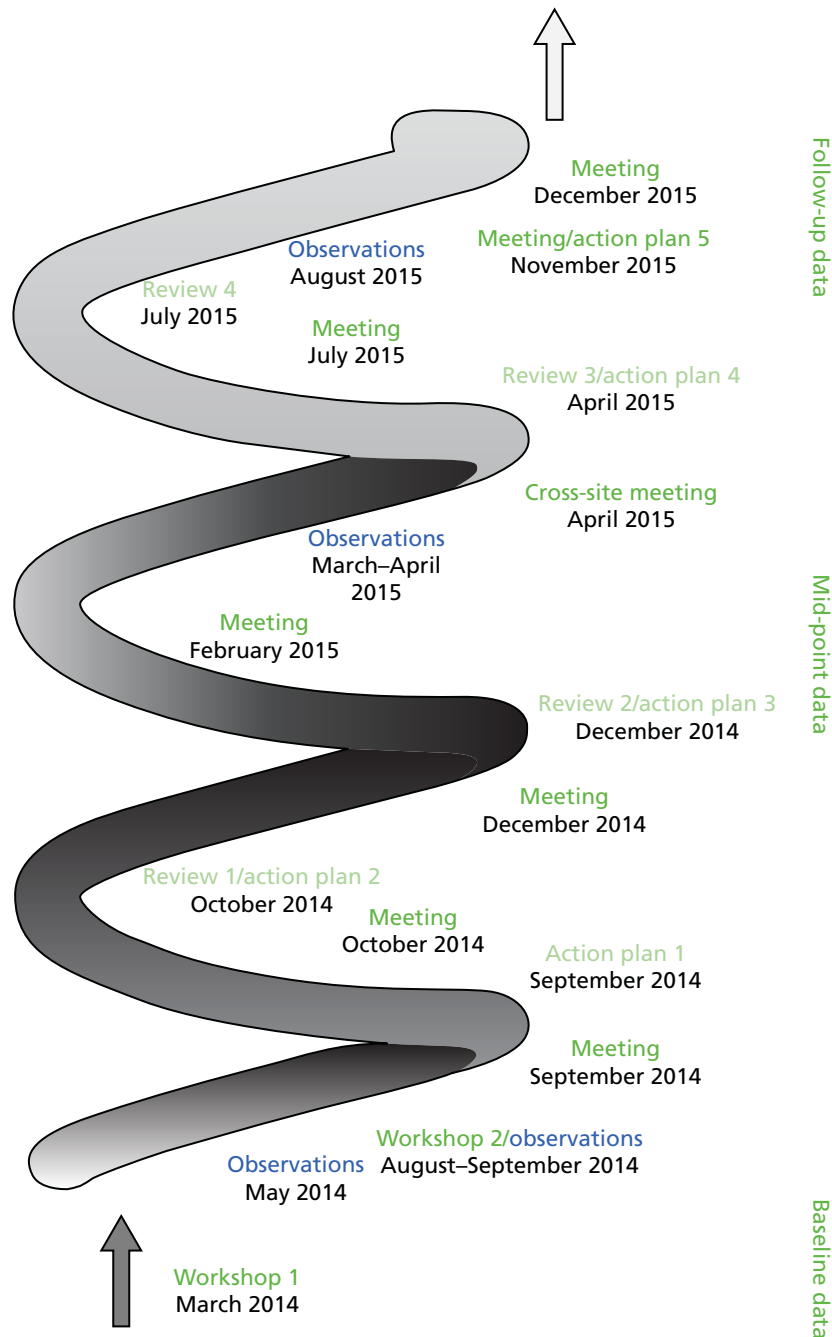 Meeting
December 2015
Meeting/action plan 5
November 2015
Observations
August 2015
Review 4
July 2015
Meeting
July 2015
Review 3/action plan 4
April 2015
Cross-site meeting
April 2015
Observations
March–April
2015
Meeting
February 2015
Review 2/action plan 3
December 2014
Meeting
December 2014
Review 1/action plan 2
October 2014
Meeting
October 2014
Action plan 1
September 2014
Meeting
September 2014
Workshop 2/observations
August–September 2014
Observations
May 2014
Workshop 1
March 2014
Follow-up data
Mid-point data
Baseline data